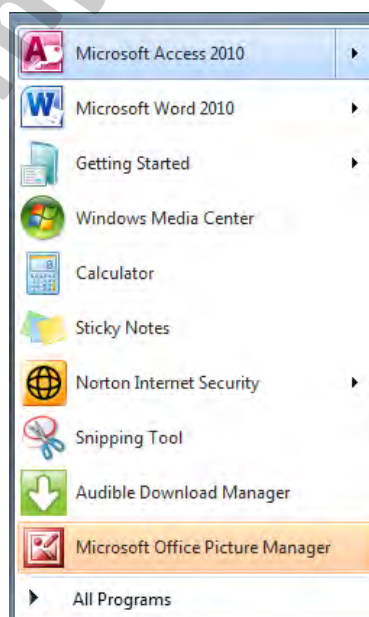 Microsoft Access 2010
Microsoft Word 2010
Getting Started
Windows Media Center
Calculator
Sticky Notes
Norton Internet Security
Snipping Tool
Audible Download Manager
Microsoft Office Picture Manager
All Programs